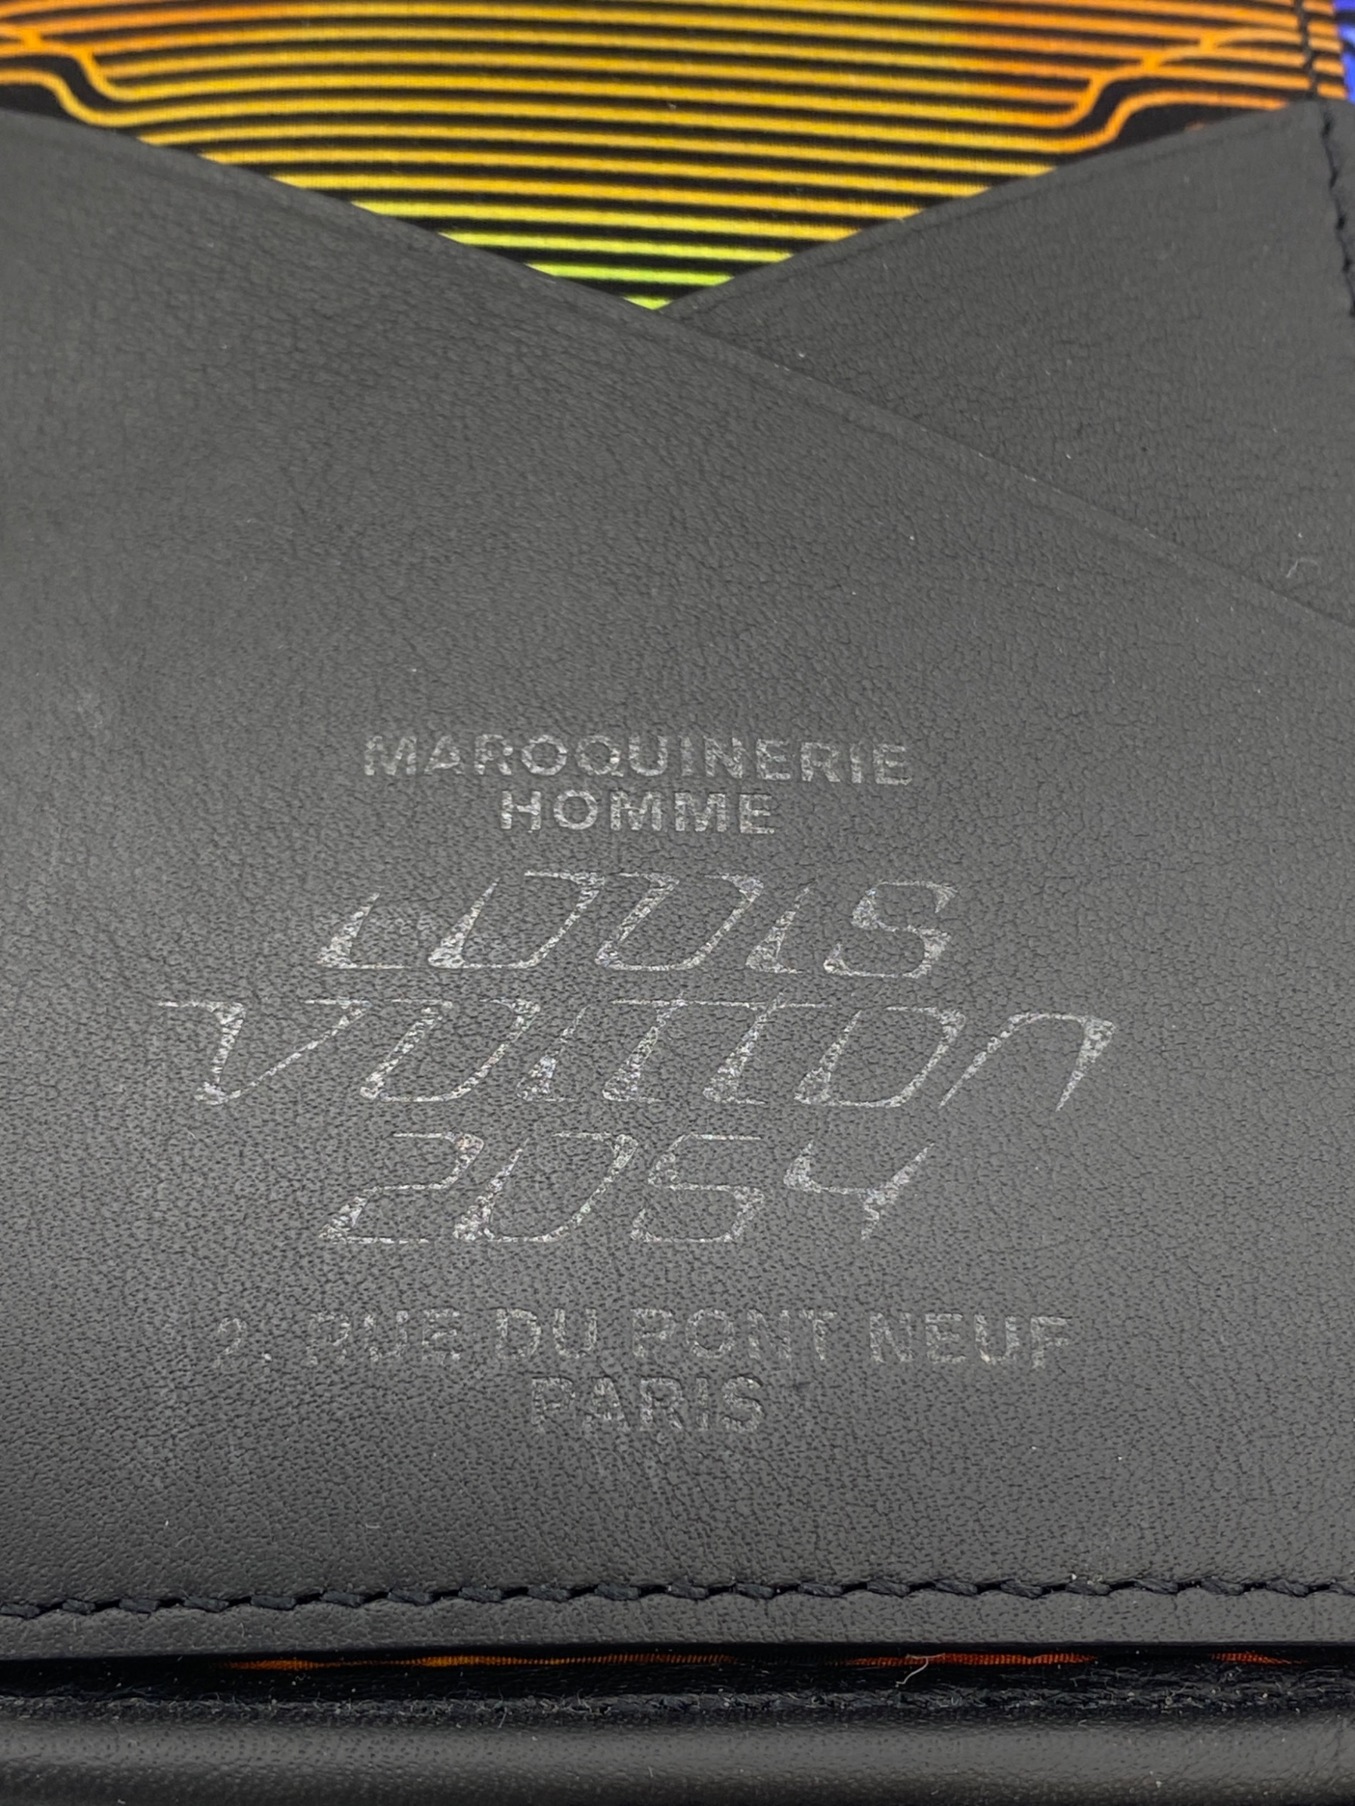 MAROQUINERIE
HOMME
LOUIS
VUITTON
2054
2, RUE DU PONT NEUF
PARIS